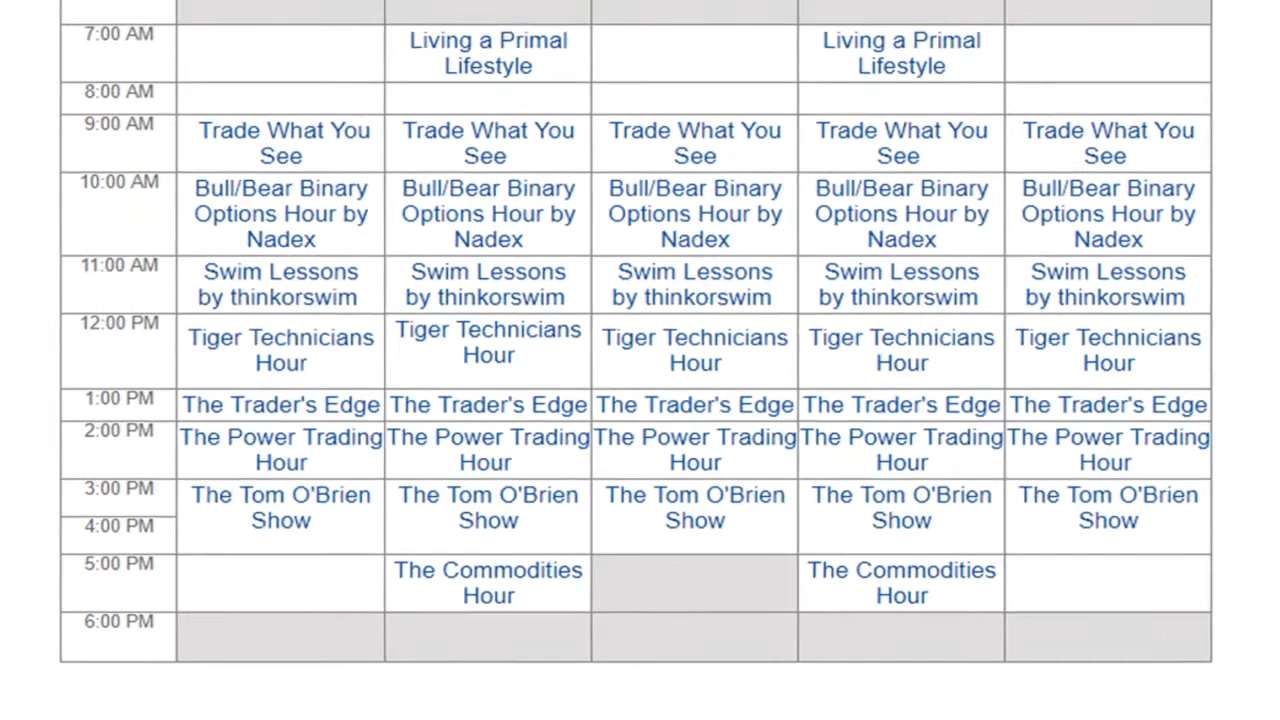 7:00 AM
Living a Primal
Lifestyle
Living a Primal
Lifestyle
8:00 AM
9:00 AM
Trade What You
See
Trade What You
See
Trade What You
See
Trade What You
See
Trade What You
See
10:00 AM
Bull/Bear Binary
Options Hour by
Nadex
Bull/Bear Binary
Options Hour by
Nadex
Bull/Bear Binary
Options Hour by
Nadex
Bull/Bear Binary
Options Hour by
Nadex
Bull/Bear Binary
Options Hour by
Nadex
11:00 AM
Swim Lessons
by thinkorswim
Swim Lessons
by thinkorswim
Swim Lessons
by thinkorswim
Swim Lessons
by thinkorswim
Swim Lessons
by thinkorswim
12:00 PM
Tiger Technicians
Hour
Tiger Technicians
Hour
Tiger Technicians
Hour
Tiger Technicians
Hour
Tiger Technicians
Hour
1:00 PM
The Trader's Edge
The Trader's Edge
The Trader's Edge
The Trader's Edge
The Trader's Edge
2:00 PM
The Power Trading
Hour
The Power Trading
Hour
The Power Trading
Hour
The Power Trading
Hour
The Power Trading
Hour
3:00 PM
The Tom O'Brien
Show
The Tom O'Brien
Show
The Tom O'Brien
Show
The Tom O'Brien
Show
The Tom O'Brien
Show
4:00 PM
5:00 PM
The Commodities
Hour
The Commodities
Hour
6:00 PM